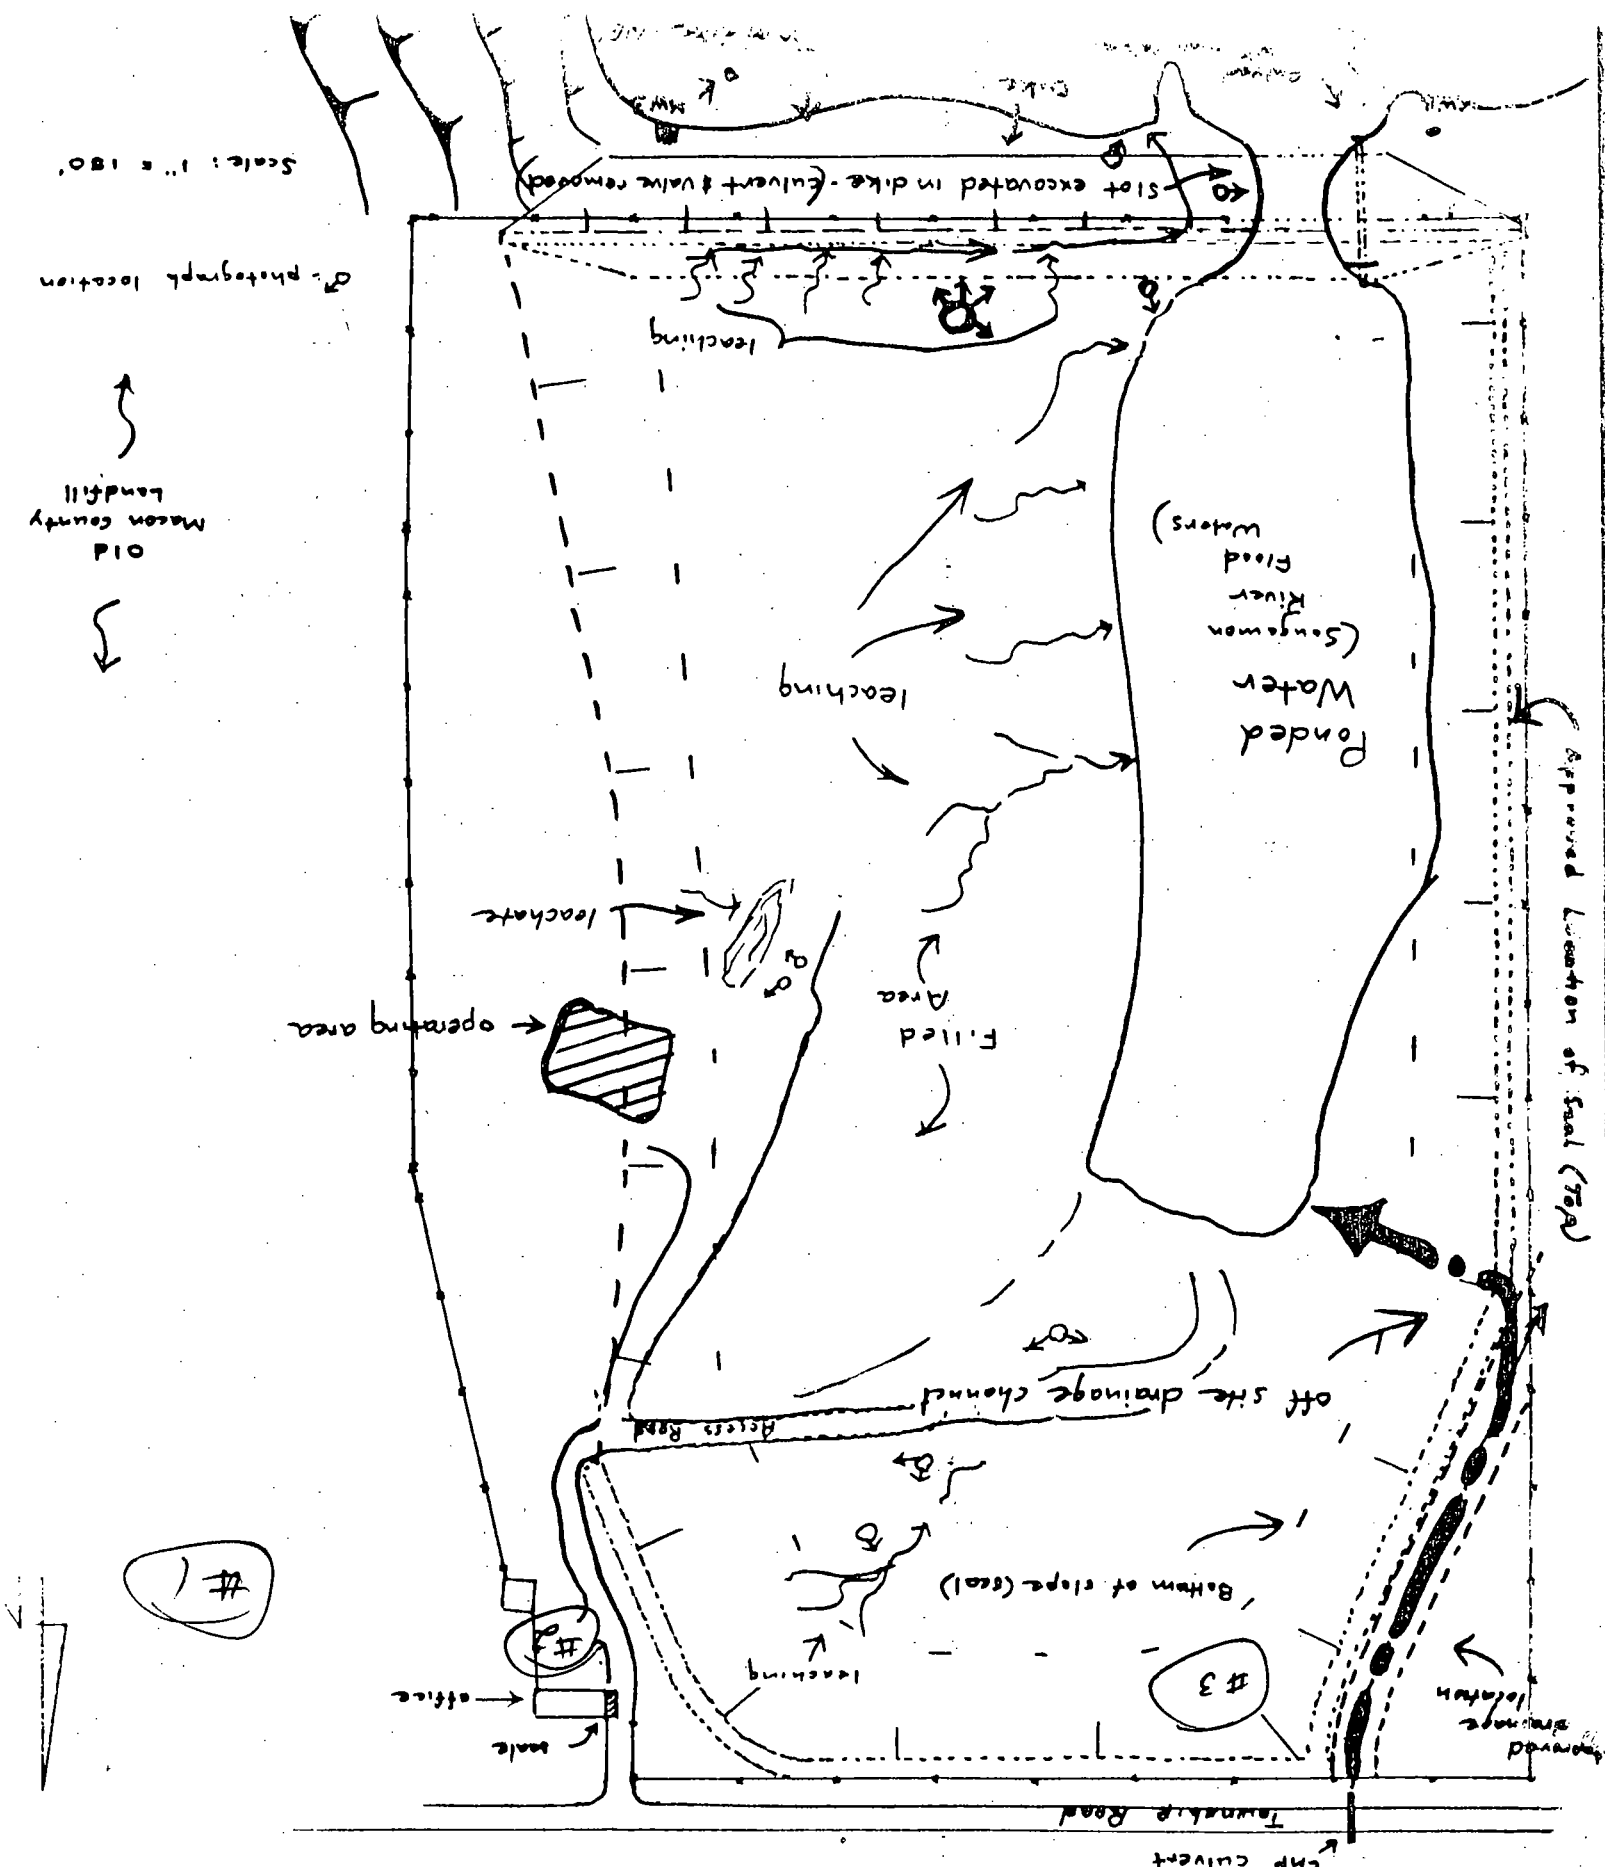 CMP culvert
Township Road
Approved
Drainage
location
scale
office
#3
#2
#1
leaching
Bottom of slope (seal)
Access Road
off site drainage channel
Filled
Area
operating area
leachate
Approved Location of Seal (Top)
Ponded
Water
(Sangamon
River
Flood
Waters)
leaching
Old
Macon County
Landfill
leaching
♂: photograph location
Slot excavated in dike - (culvert & valve removed)
Scale: 1" = 180'
Dike